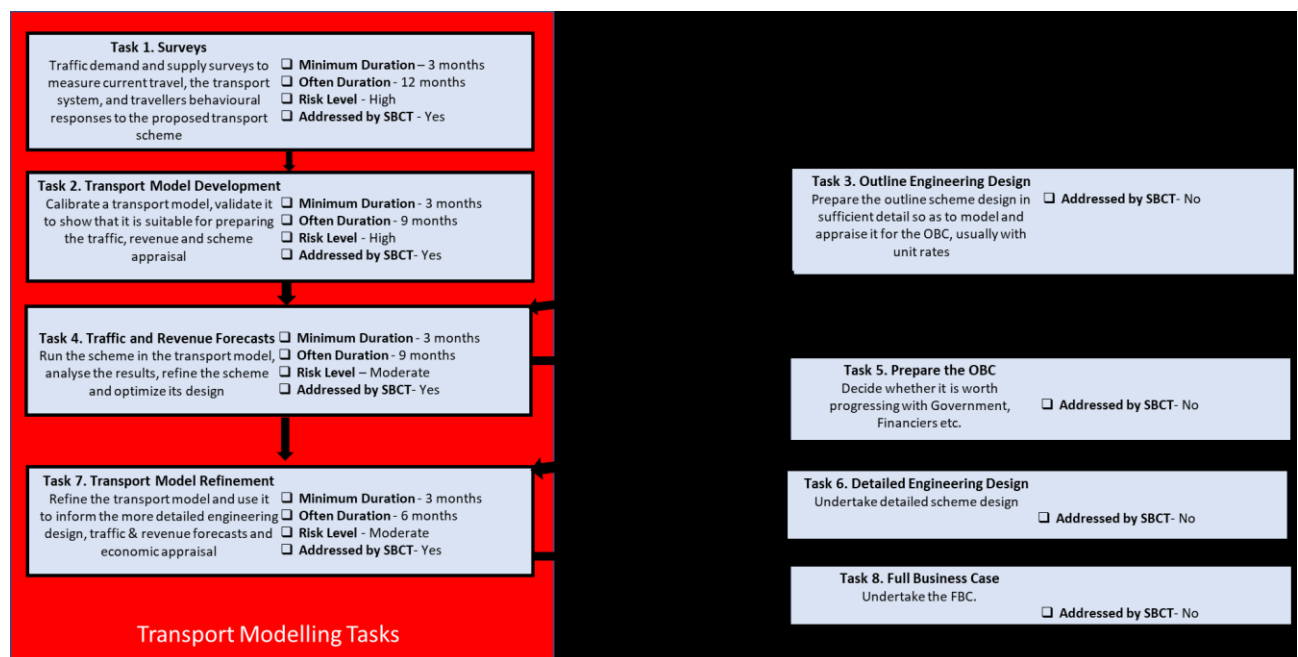 Task 1. Surveys
Traffic demand and supply surveys to
measure current travel, the transport
system, and travellers behavioural
responses to the proposed transport
scheme
❑ Minimum Duration – 3 months
❑ Often Duration - 12 months
❑ Risk Level - High
❑ Addressed by SBCT - Yes
Task 2. Transport Model Development
Calibrate a transport model, validate it
to show that it is suitable for preparing
the traffic, revenue and scheme
appraisal
❑ Minimum Duration - 3 months
❑ Often Duration - 9 months
❑ Risk Level - High
❑ Addressed by SBCT- Yes
Task 3. Outline Engineering Design
Prepare the outline scheme design in
sufficient detail so as to model and
appraise it for the OBC, usually with
unit rates
❑ Addressed by SBCT- No
Task 4. Traffic and Revenue Forecasts
Run the scheme in the transport model,
analyse the results, refine the scheme
and optimize its design
❑ Minimum Duration - 3 months
❑ Often Duration - 9 months
❑ Risk Level – Moderate
❑ Addressed by SBCT- Yes
Task 5. Prepare the OBC
Decide whether it is worth
progressing with Government,
Financiers etc.
❑ Addressed by SBCT- No
Task 7. Transport Model Refinement
Refine the transport model and use it
to inform the more detailed engineering
design, traffic & revenue forecasts and
economic appraisal
❑ Minimum Duration - 3 months
❑ Often Duration - 6 months
❑ Risk Level - Moderate
❑ Addressed by SBCT- Yes
Task 6. Detailed Engineering Design
Undertake detailed scheme design
❑ Addressed by SBCT- No
Task 8. Full Business Case
Undertake the FBC.
❑ Addressed by SBCT- No
Transport Modelling Tasks